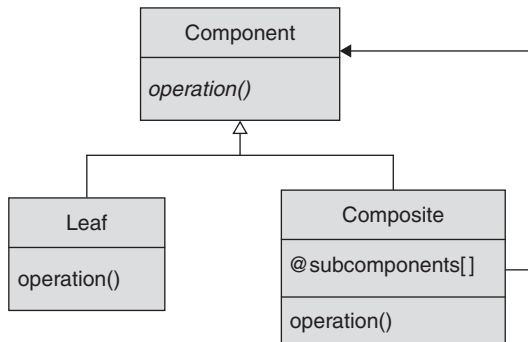 Component
operation()
Leaf
operation()
Composite
@subcomponents[]
operation()